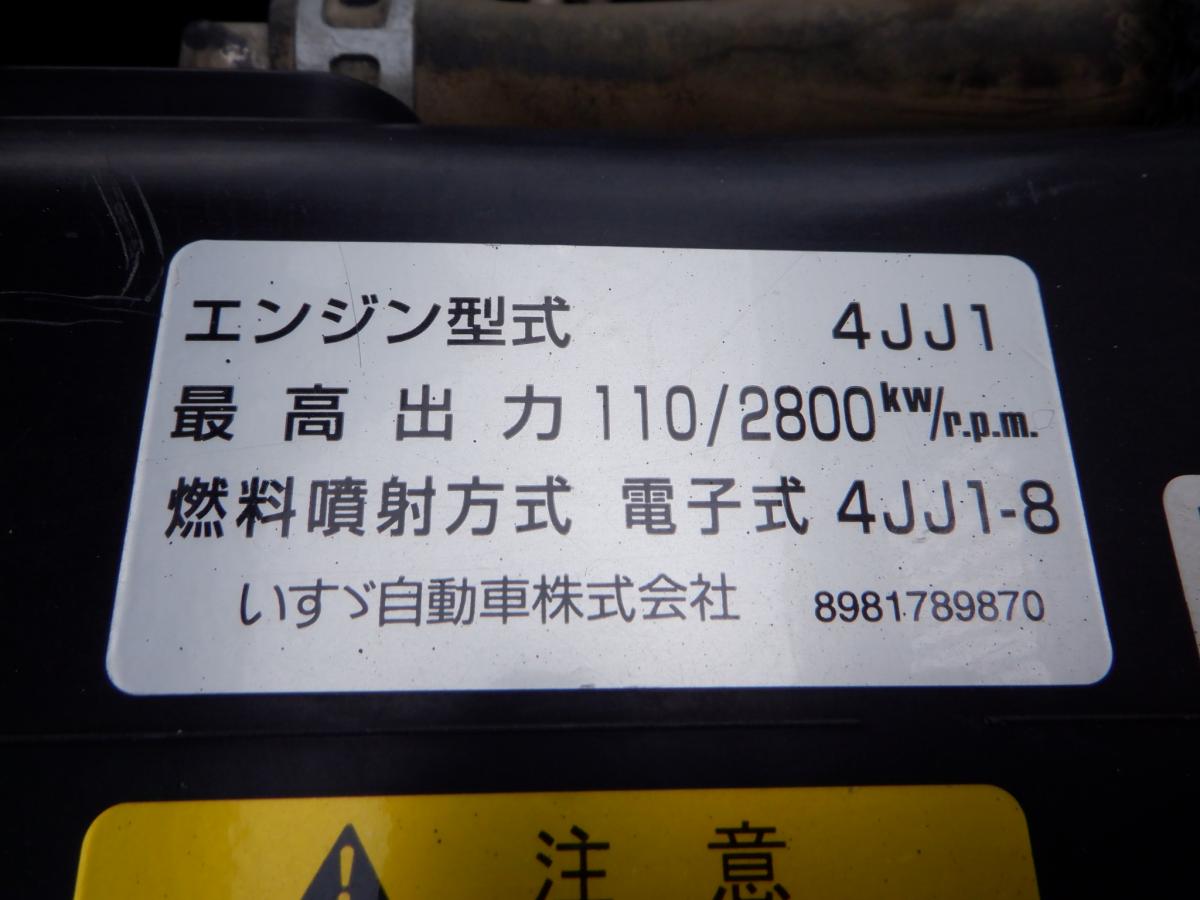 エンジン型式 4JJ1
最高出力 110/2800kw/r.p.m.
燃料噴射方式 電子式 4JJ1-8
いすゞ自動車株式会社 8981789870
注意